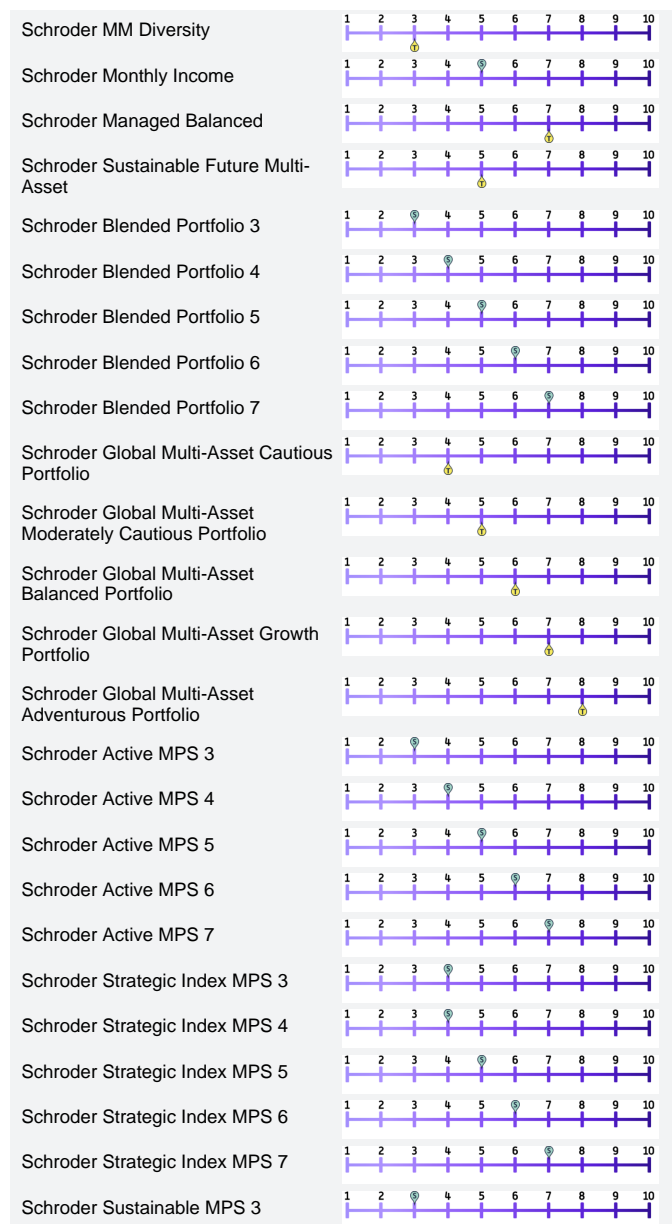 Schroder MM Diversity
1 2 3 4 5 6 7 8 9 10
T
Schroder Monthly Income
1 2 3 4 S 6 7 8 9 10
Schroder Managed Balanced
1 2 3 4 5 6 7 8 9 10
T
Schroder Sustainable Future Multi-
Asset
1 2 3 4 5 6 7 8 9 10
T
Schroder Blended Portfolio 3
1 2 S 4 5 6 7 8 9 10
Schroder Blended Portfolio 4
1 2 3 S 5 6 7 8 9 10
Schroder Blended Portfolio 5
1 2 3 4 S 6 7 8 9 10
Schroder Blended Portfolio 6
1 2 3 4 5 S 7 8 9 10
Schroder Blended Portfolio 7
1 2 3 4 5 6 S 8 9 10
Schroder Global Multi-Asset Cautious
Portfolio
1 2 3 4 5 6 7 8 9 10
T
Schroder Global Multi-Asset
Moderately Cautious Portfolio
1 2 3 4 5 6 7 8 9 10
T
Schroder Global Multi-Asset
Balanced Portfolio
1 2 3 4 5 6 7 8 9 10
T
Schroder Global Multi-Asset Growth
Portfolio
1 2 3 4 5 6 7 8 9 10
T
Schroder Global Multi-Asset
Adventurous Portfolio
1 2 3 4 5 6 7 8 9 10
T
Schroder Active MPS 3
1 2 S 4 5 6 7 8 9 10
Schroder Active MPS 4
1 2 3 S 5 6 7 8 9 10
Schroder Active MPS 5
1 2 3 4 S 6 7 8 9 10
Schroder Active MPS 6
1 2 3 4 5 S 7 8 9 10
Schroder Active MPS 7
1 2 3 4 5 6 S 8 9 10
Schroder Strategic Index MPS 3
1 2 3 S 5 6 7 8 9 10
Schroder Strategic Index MPS 4
1 2 3 S 5 6 7 8 9 10
Schroder Strategic Index MPS 5
1 2 3 4 S 6 7 8 9 10
Schroder Strategic Index MPS 6
1 2 3 4 5 S 7 8 9 10
Schroder Strategic Index MPS 7
1 2 3 4 5 6 S 8 9 10
Schroder Sustainable MPS 3
1 2 S 4 5 6 7 8 9 10